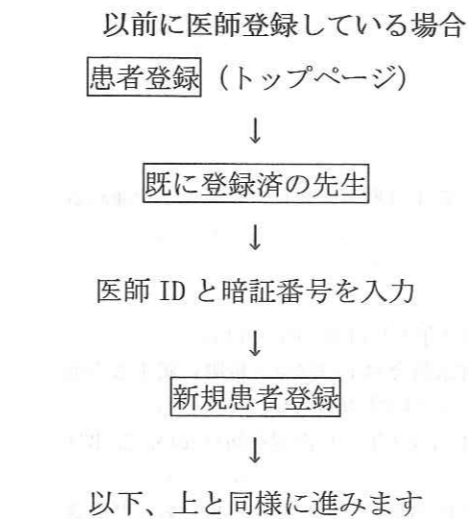 以前に医師登録している場合
患者登録（トップページ）
↓
既に登録済の先生
↓
医師 ID と暗証番号を入力
↓
新規患者登録
↓
以下、上と同様に進みます